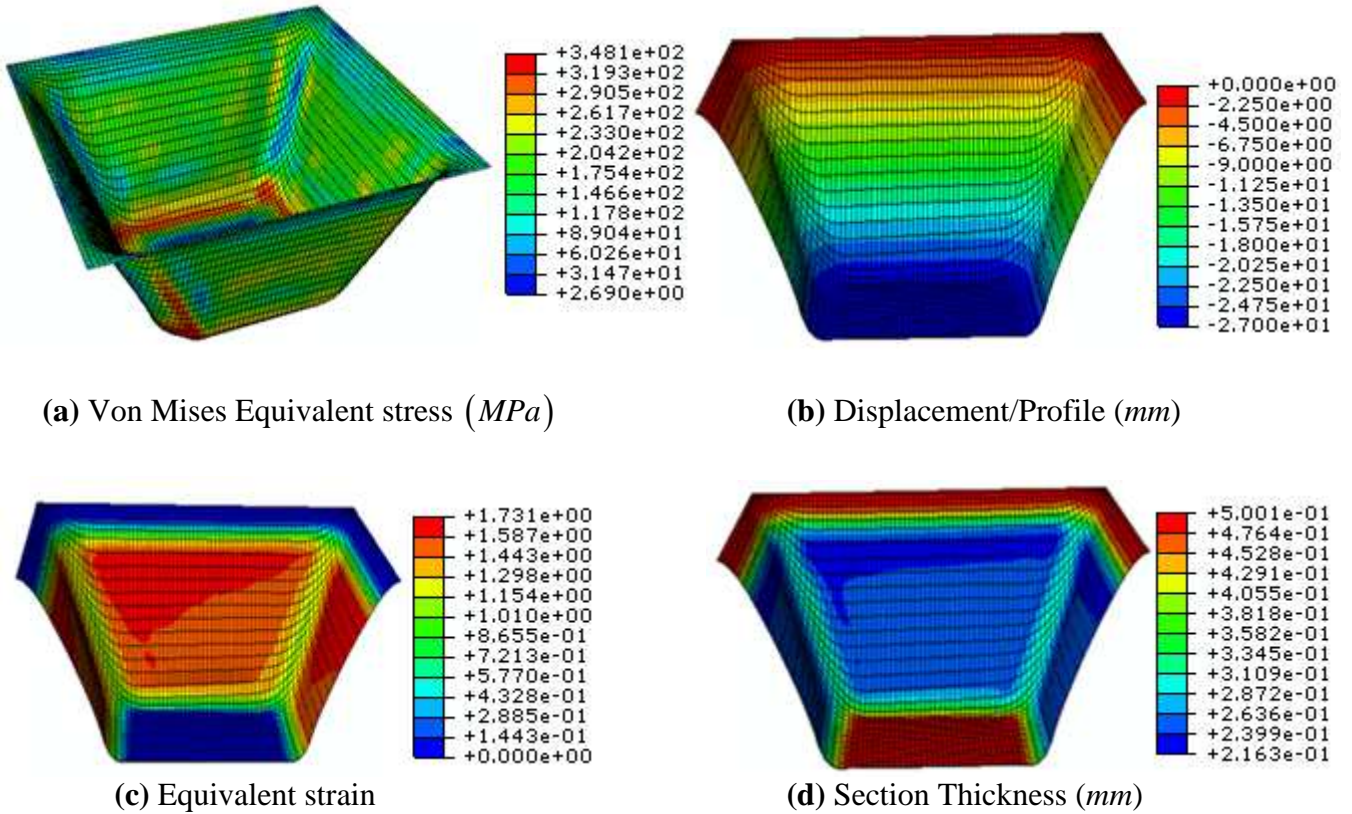 +3.481e+02
+3.193e+02
+2.905e+02
+2.617e+02
+2.330e+02
+2.042e+02
+1.754e+02
+1.466e+02
+1.178e+02
+8.904e+01
+6.026e+01
+3.147e+01
+2.690e+00
+0.000e+00
-2.250e+00
-4.500e+00
-6.750e+00
-9.000e+00
-1.125e+01
-1.350e+01
-1.575e+01
-1.800e+01
-2.025e+01
-2.250e+01
-2.475e+01
-2.700e+01
(a) Von Mises Equivalent stress (MPa)
(b) Displacement/Profile (mm)
+1.731e+00
+1.587e+00
+1.443e+00
+1.298e+00
+1.154e+00
+1.010e+00
+8.655e-01
+7.213e-01
+5.770e-01
+4.328e-01
+2.885e-01
+1.443e-01
+0.000e+00
+5.001e-01
+4.764e-01
+4.528e-01
+4.291e-01
+4.055e-01
+3.818e-01
+3.582e-01
+3.345e-01
+3.109e-01
+2.872e-01
+2.636e-01
+2.399e-01
+2.163e-01
(c) Equivalent strain
(d) Section Thickness (mm)